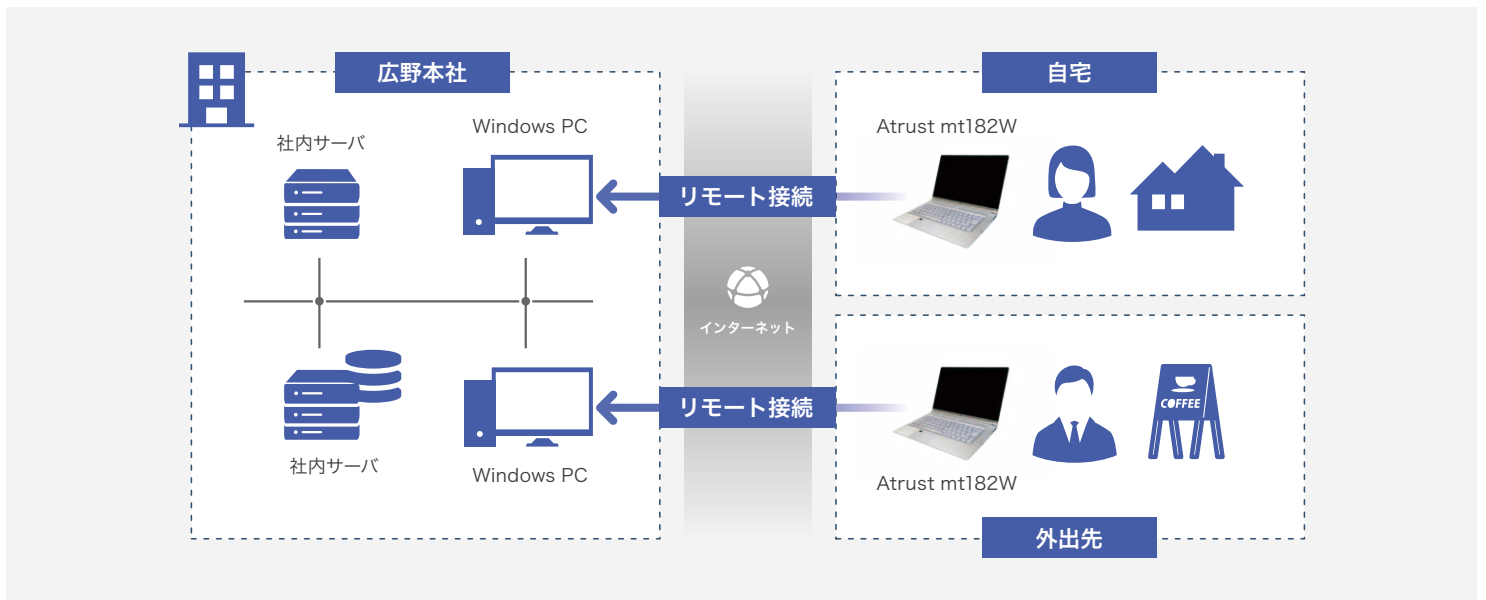 広野本社
社内サーバ
Windows PC
社内サーバ
Windows PC
リモート接続
インターネット
リモート接続
自宅
Atrust mt182W
COFFEE
Atrust mt182W
外出先